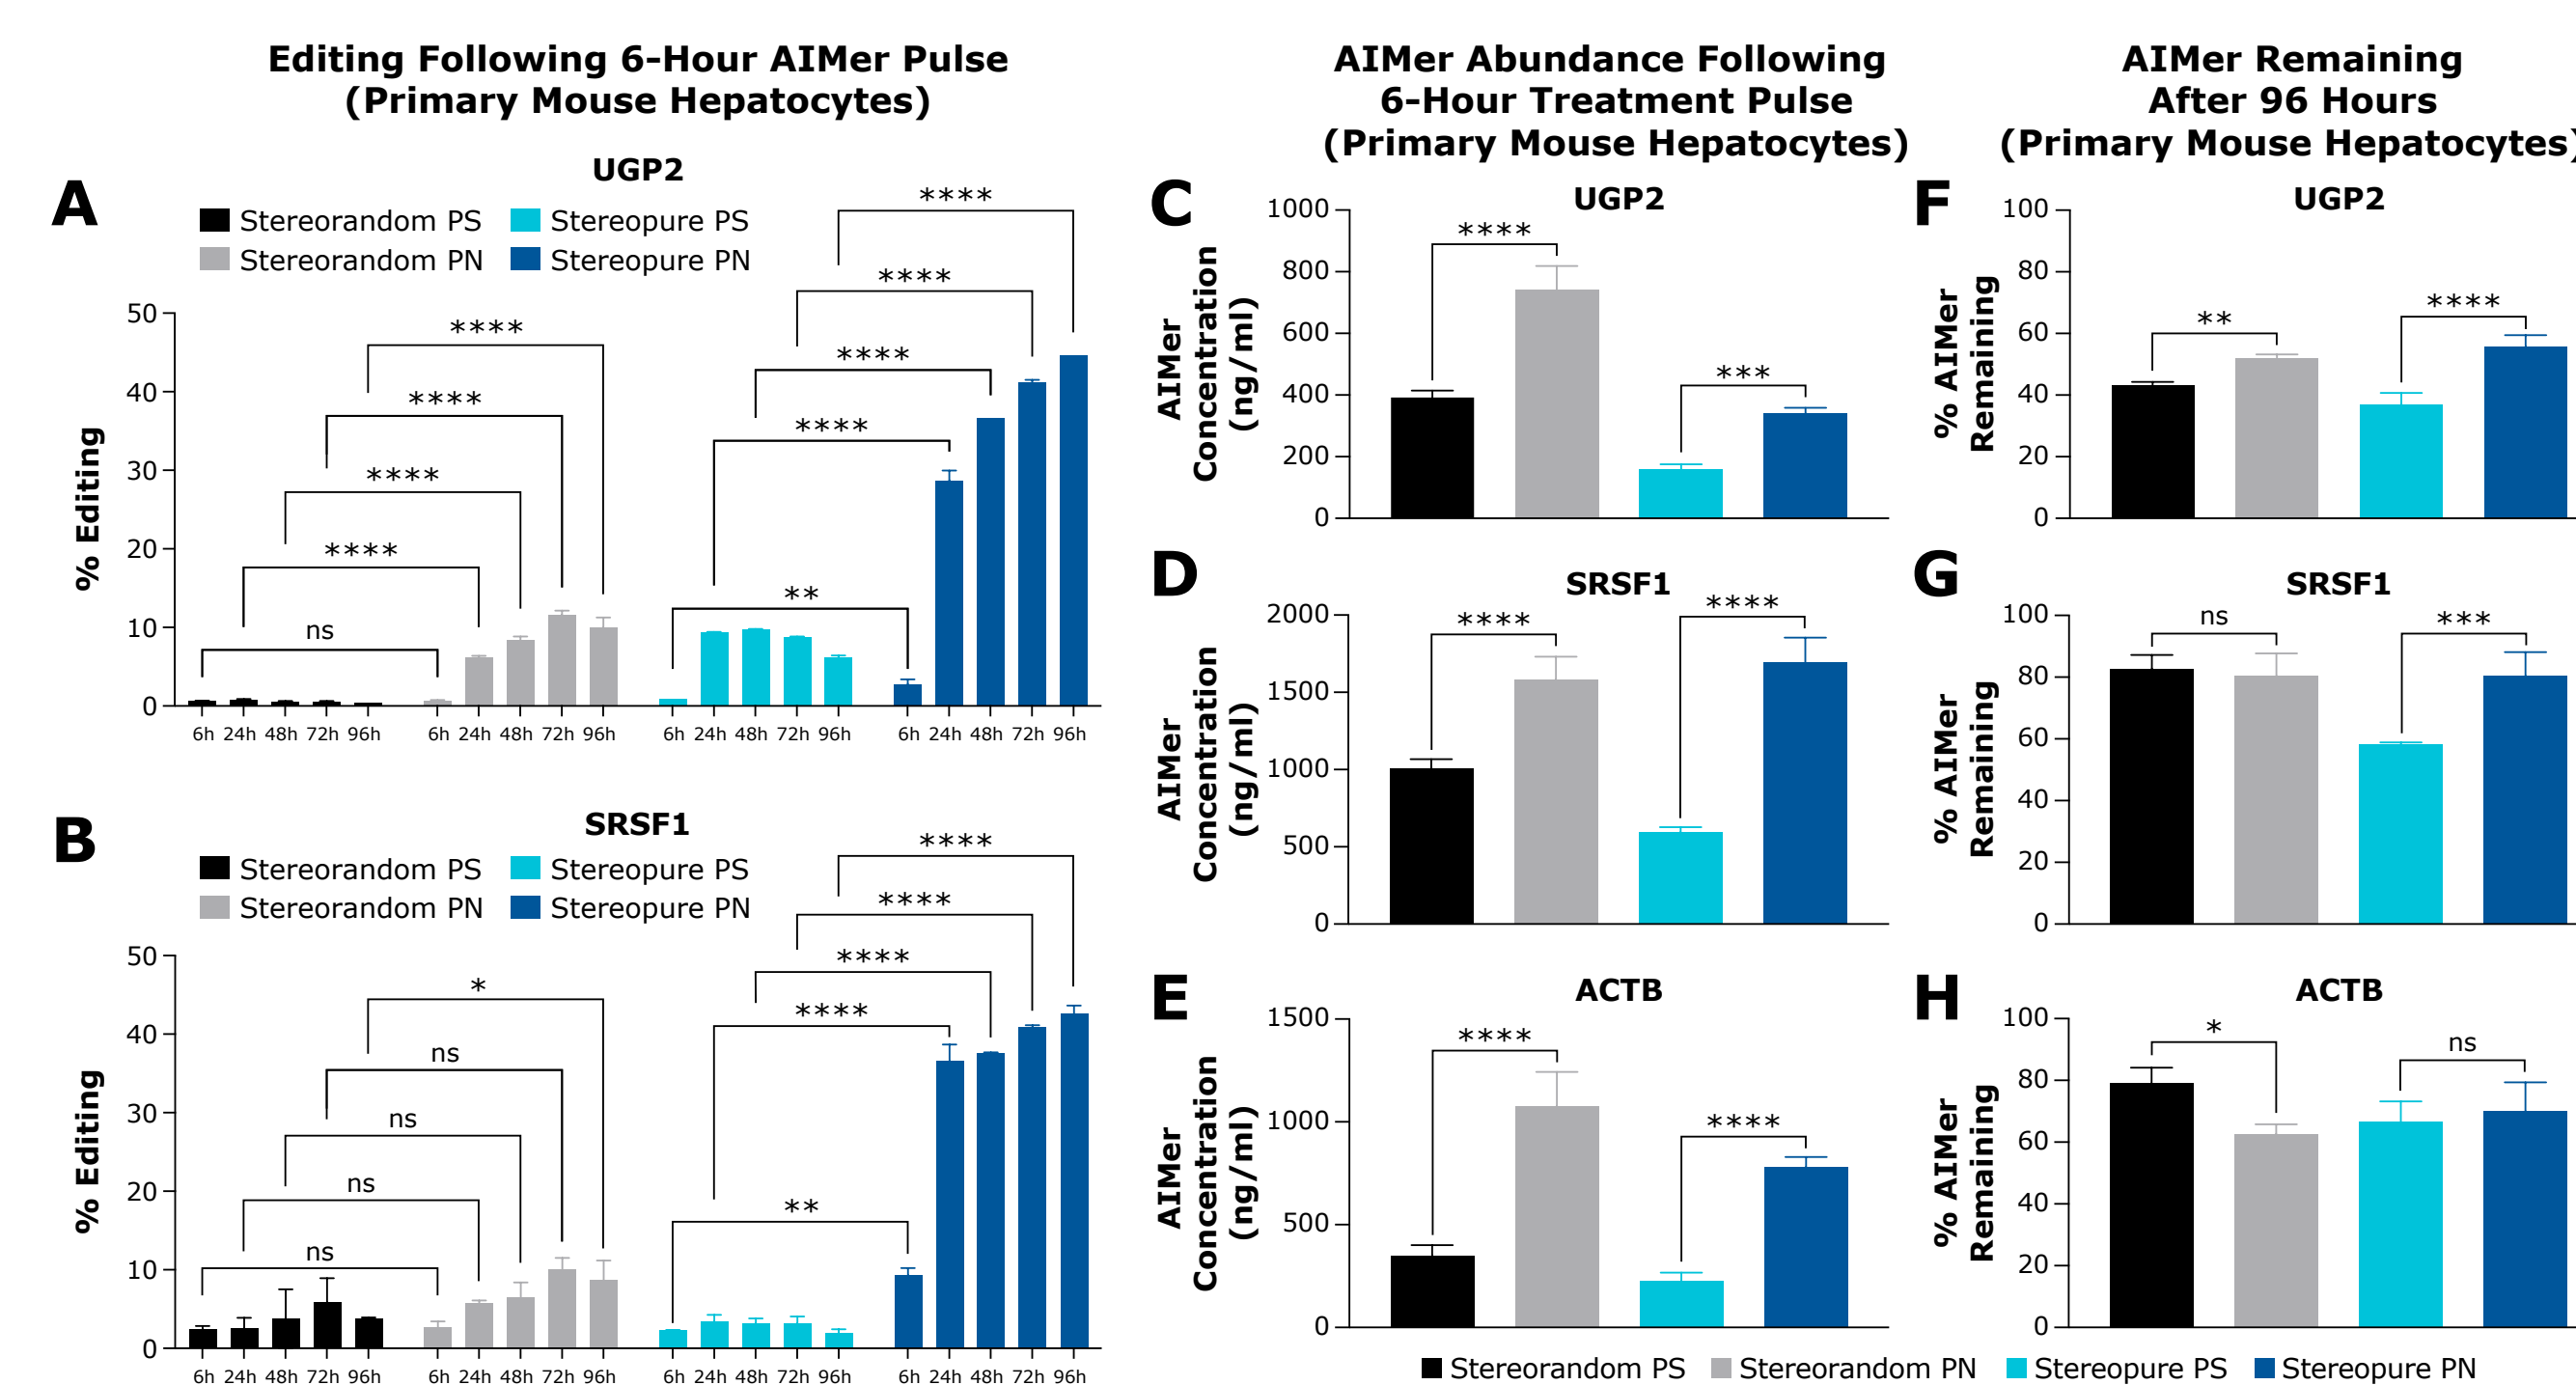 Editing Following 6-Hour AIMer Pulse
(Primary Mouse Hepatocytes)
A
UGP2
Stereorandom PS
Stereopure PS
Stereorandom PN
Stereopure PN
% Editing
50
40
30
20
10
0
ns
****
****
****
****
**
****
****
****
****
6h 24h 48h 72h 96h
6h 24h 48h 72h 96h
6h 24h 48h 72h 96h
6h 24h 48h 72h 96h
B
SRSF1
Stereorandom PS
Stereopure PS
Stereorandom PN
Stereopure PN
% Editing
50
40
30
20
10
0
ns
ns
ns
ns
*
**
****
****
****
****
6h 24h 48h 72h 96h
6h 24h 48h 72h 96h
6h 24h 48h 72h 96h
6h 24h 48h 72h 96h
AIMer Abundance Following
6-Hour Treatment Pulse
(Primary Mouse Hepatocytes)
C
UGP2
AIMer
Concentration
(ng/ml)
1000
800
600
400
200
0
****
***
D
SRSF1
AIMer
Concentration
(ng/ml)
2000
1500
1000
500
0
****
****
E
ACTB
AIMer
Concentration
(ng/ml)
1500
1000
500
0
****
****
AIMer Remaining
After 96 Hours
(Primary Mouse Hepatocytes)
F
UGP2
% AIMer
Remaining
100
80
60
40
20
0
**
****
G
SRSF1
% AIMer
Remaining
100
80
60
40
20
0
ns
***
H
ACTB
% AIMer
Remaining
100
80
60
40
20
0
*
ns
Stereorandom PS
Stereorandom PN
Stereopure PS
Stereopure PN